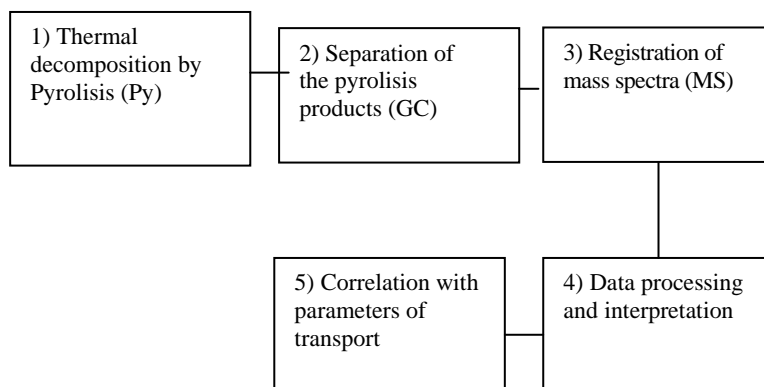 1) Thermal
decomposition by
Pyrolisis (Py)
2) Separation of
the pyrolisis
products (GC)
3) Registration of
mass spectra (MS)
4) Data processing
and interpretation
5) Correlation with
parameters of
transport